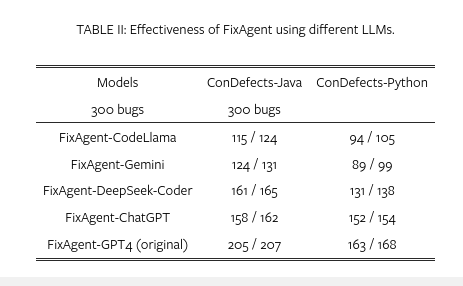 TABLE II: Effectiveness of FixAgent using different LLMs.
Models ConDefects-Java ConDefects-Python
300 bugs 300 bugs
FixAgent-CodeLlama 115 / 124 94 / 105
FixAgent-Gemini 124 / 131 89 / 99
FixAgent-DeepSeek-Coder 161 / 165 131 / 138
FixAgent-ChatGPT 158 / 162 152 / 154
FixAgent-GPT4 (original) 205 / 207 163 / 168